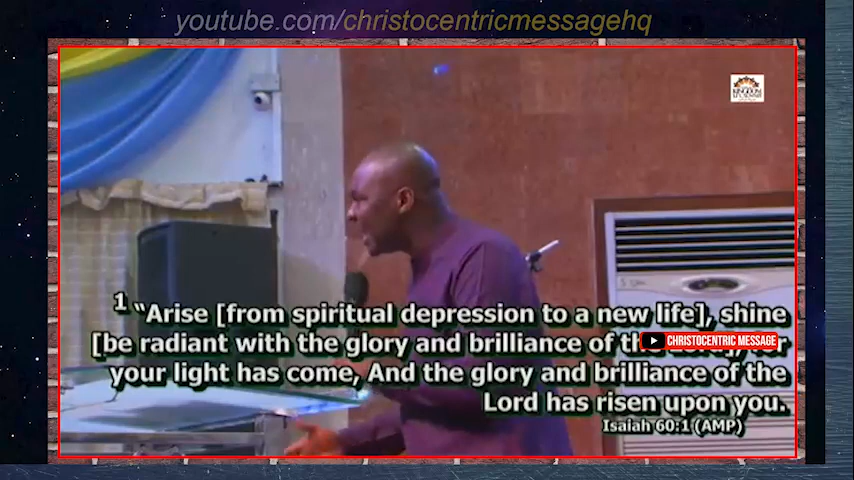 youtube.com/christocentricmessagehq
KINGDOM
1 "Arise [from spiritual depression to a new life], shine
[be radiant with the glory and brilliance of the
CHRISTOCENTRIC MESSAGE
your light has come, And the glory and brilliance of the
Lord has risen upon you.
Isaiah 60:1 (AMP)